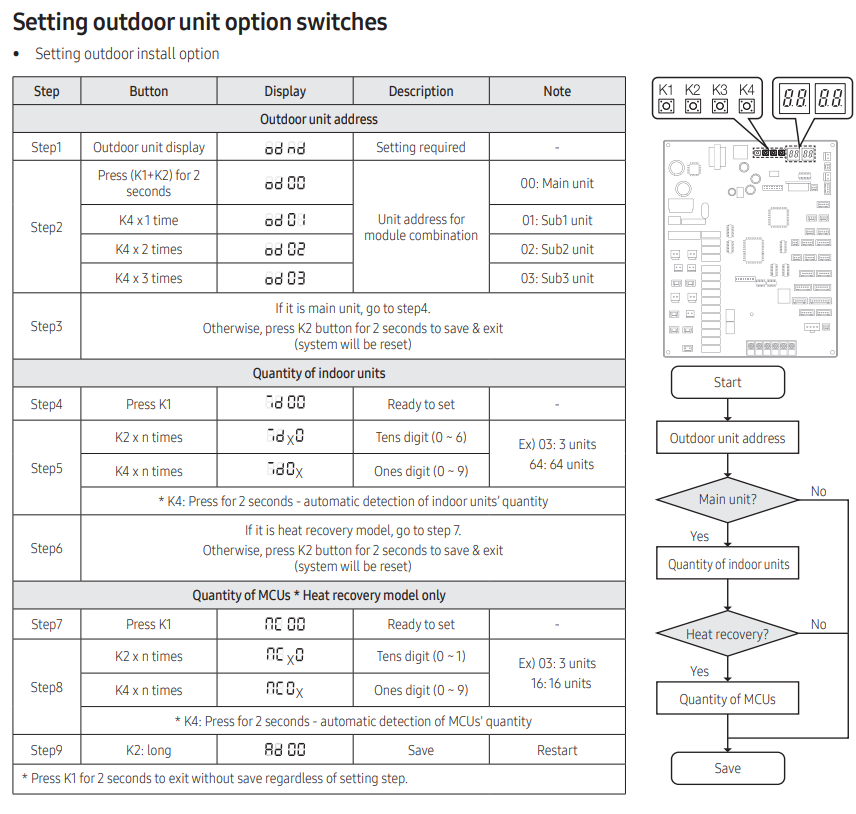 Setting outdoor unit option switches
• Setting outdoor install option
Step Button Display Description Note
Outdoor unit address
Step1 Outdoor unit display od nd Setting required -
Step2
Press (K1+K2) for 2
seconds
od 00
Unit address for
module combination
00: Main unit
K4 x 1 time od 01 01: Sub1 unit
K4 x 2 times od 02 02: Sub2 unit
K4 x 3 times od 03 03: Sub3 unit
Step3
If it is main unit, go to step4.
Otherwise, press K2 button for 2 seconds to save & exit
(system will be reset)
Quantity of indoor units
Step4 Press K1 id 00 Ready to set -
Step5
K2 x n times id X0 Tens digit (0 ~ 6)
K4 x n times id 0X Ones digit (0 ~ 9)
Ex) 03: 3 units
64: 64 units
* K4: Press for 2 seconds - automatic detection of indoor units' quantity
Step6
If it is heat recovery model, go to step 7.
Otherwise, press K2 button for 2 seconds to save & exit
(system will be reset)
Quantity of MCUs * Heat recovery model only
Step7 Press K1 MC 00 Ready to set -
Step8
K2 x n times MC X0 Tens digit (0 ~ 1)
K4 x n times MC 0X Ones digit (0 ~ 9)
Ex) 03: 3 units
16: 16 units
* K4: Press for 2 seconds - automatic detection of MCUs' quantity
Step9 K2: long Ad 00 Save Restart
* Press K1 for 2 seconds to exit without save regardless of setting step.
K1 K2 K3 K4
88 88
Start
Outdoor unit address
Main unit?
No
Yes
Quantity of indoor units
Heat recovery?
No
Yes
Quantity of MCUs
Save